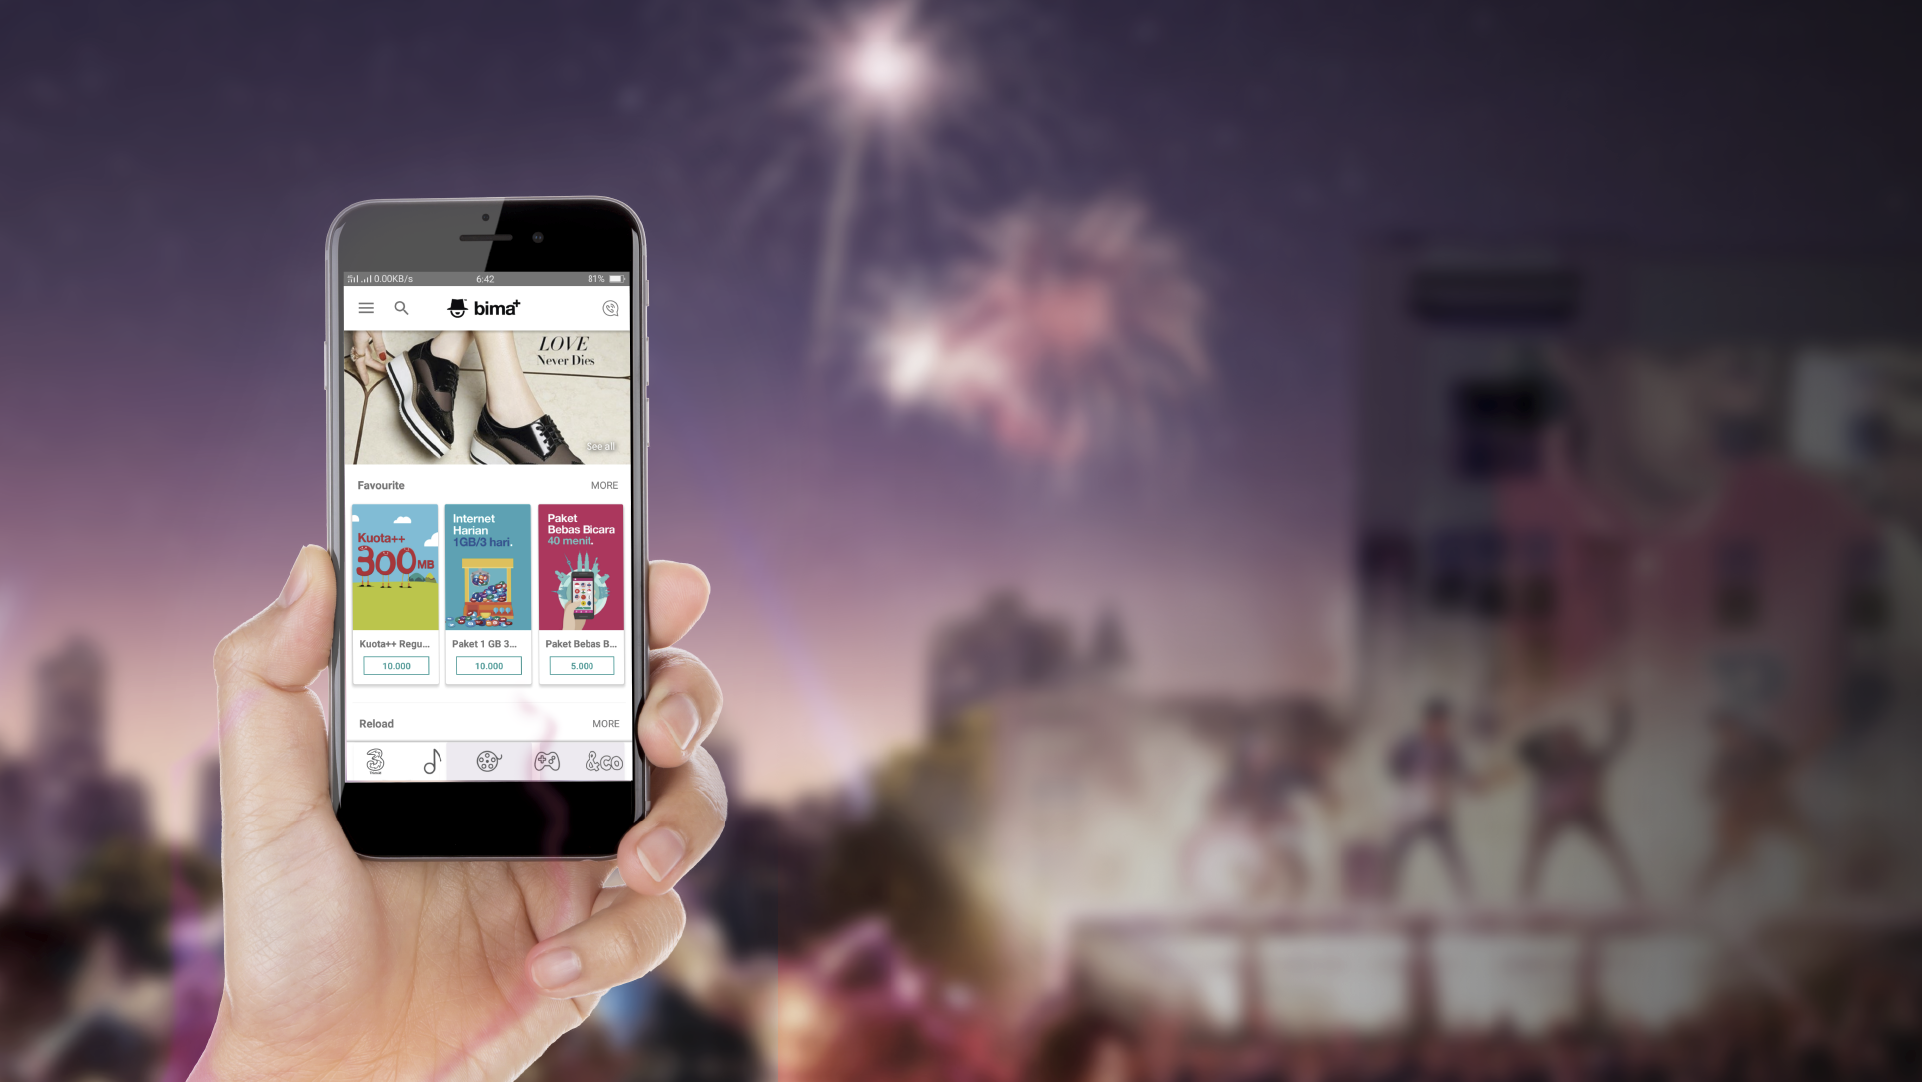 0.00KB/s 6:42 81%
bima+
LOVE
Never Dies
See all
Favourite MORE
Kuota++
300MB
Internet
Harian
1GB/3 hari.
Paket
Bebas Bicara
40 menit.
Kuota++ Regu...
10.000
Paket 1 GB 3...
10.000
Paket Bebas B...
5.000
Reload MORE
3
&co